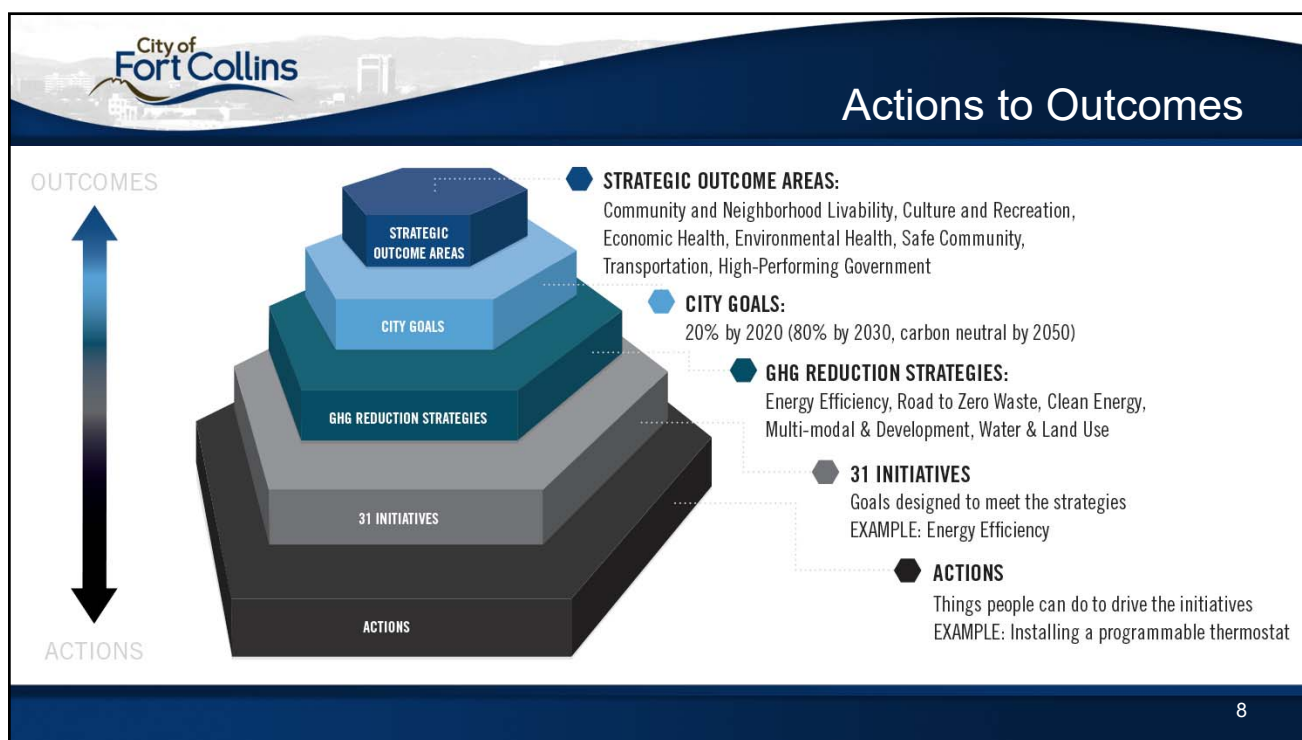 City of
Fort Collins
Actions to Outcomes
OUTCOMES
ACTIONS
STRATEGIC
OUTCOME AREAS
CITY GOALS
GHG REDUCTION STRATEGIES
31 INITIATIVES
ACTIONS
STRATEGIC OUTCOME AREAS:
Community and Neighborhood Livability, Culture and Recreation,
Economic Health, Environmental Health, Safe Community,
Transportation, High-Performing Government
CITY GOALS:
20% by 2020 (80% by 2030, carbon neutral by 2050)
GHG REDUCTION STRATEGIES:
Energy Efficiency, Road to Zero Waste, Clean Energy,
Multi-modal & Development, Water & Land Use
31 INITIATIVES
Goals designed to meet the strategies
EXAMPLE: Energy Efficiency
ACTIONS
Things people can do to drive the initiatives
EXAMPLE: Installing a programmable thermostat
8